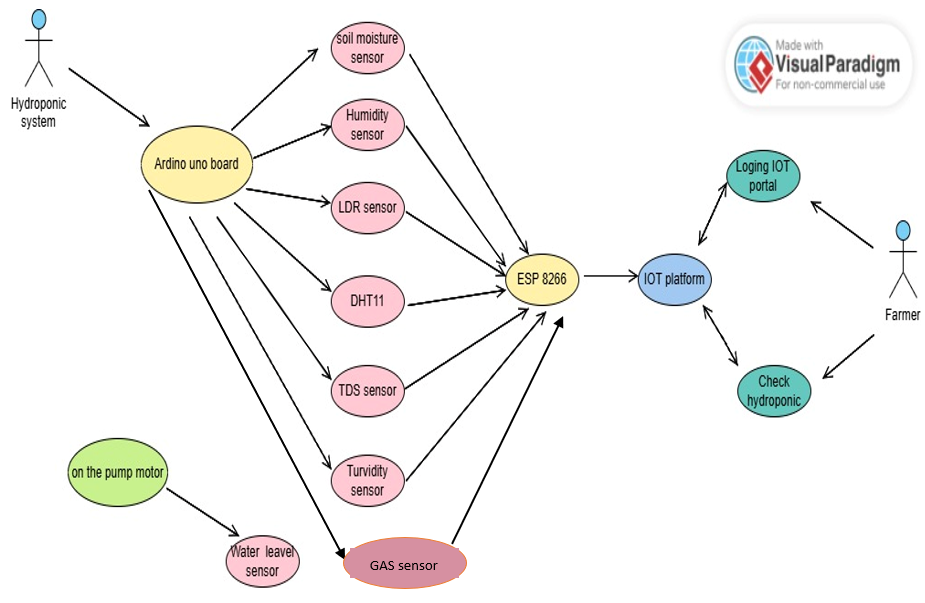 soil moisture
sensor
Made with
Visual Paradigm
For non-commercial use
Hydroponic
system
Humidity
sensor
Ardino uno board
Loging IOT
portal
LDR sensor
ESP 8266
IOT platform
DHT11
Farmer
TDS sensor
Check
hydroponic
on the pump motor
Turvidity
sensor
Water leavel
sensor
GAS sensor